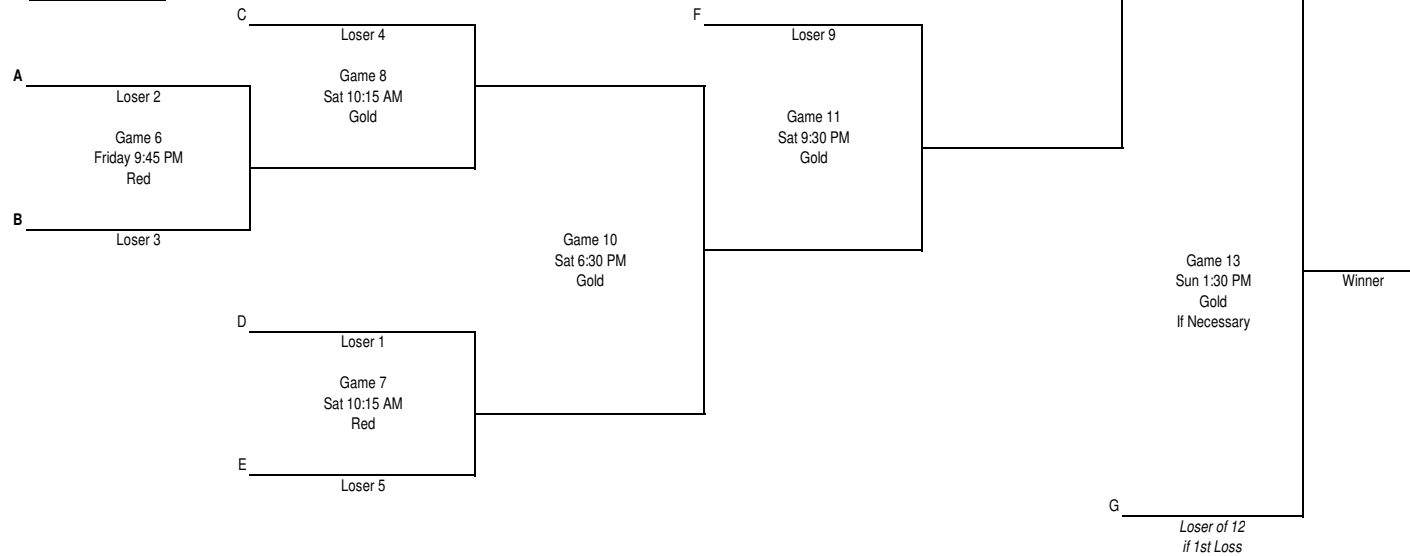 C
Loser 4
Game 8
Sat 10:15 AM
Gold
A
Loser 2
Game 6
Friday 9:45 PM
Red
B
Loser 3
F
Loser 9
Game 11
Sat 9:30 PM
Gold
Game 10
Sat 6:30 PM
Gold
D
Loser 1
Game 7
Sat 10:15 AM
Red
E
Loser 5
Game 13
Sun 1:30 PM
Gold
If Necessary
Winner
G
Loser of 12
if 1st Loss